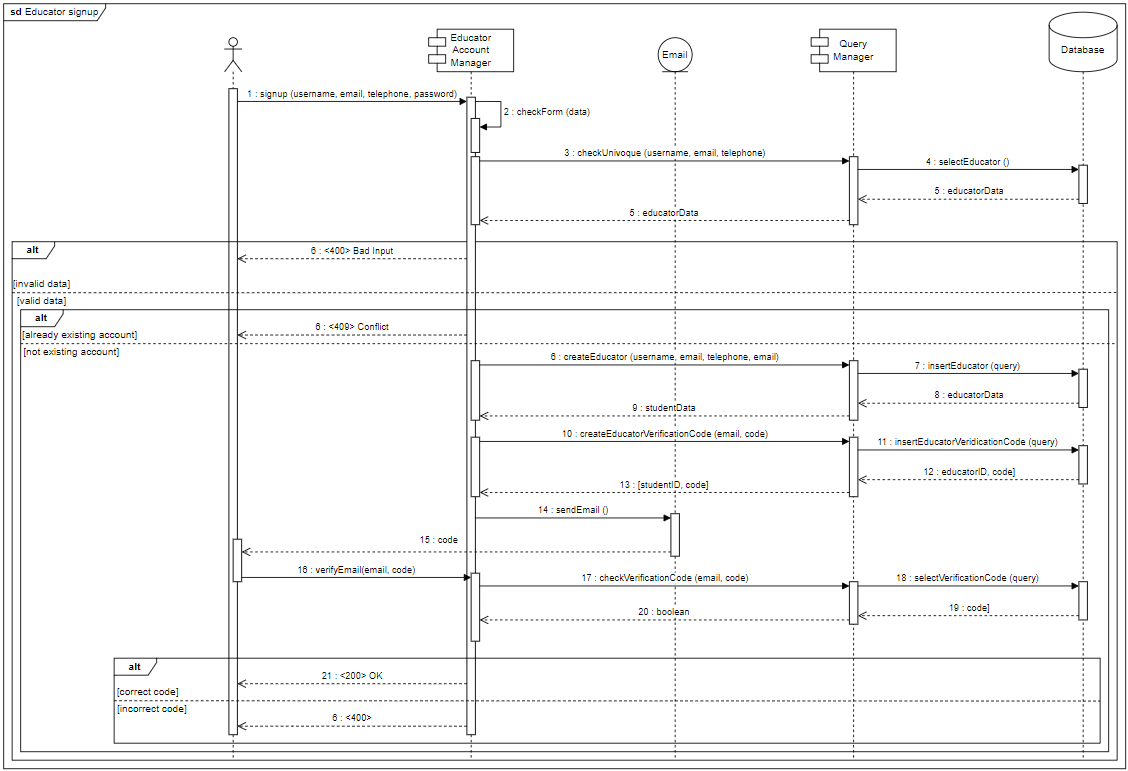 sd Educator signup
Educator
Account
Manager
Email
Query
Manager
Database
1 : signup (username, email, telephone, password)
2 : checkForm (data)
3 : checkUnivoque (username, email, telephone)
4 : selectEducator ()
5 : educatorData
5 : educatorData
alt
6 : <400> Bad Input
[invalid data]
[valid data]
alt
6 : <409> Conflict
[already existing account]
[not existing account]
6 : createEducator (username, email, telephone, email)
7 : insertEducator (query)
8 : educatorData
9 : studentData
10 : createEducatorVerificationCode (email, code)
11 : insertEducatorVeridicationCode (query)
12 : educatorID, code]
13 : [studentID, code]
14 : sendEmail ()
15 : code
16 : verifyEmail(email, code)
17 : checkVerificationCode (email, code)
18 : selectVerificationCode (query)
19 : code]
20 : boolean
alt
21 : <200> OK
[correct code]
[incorrect code]
6 : <400>